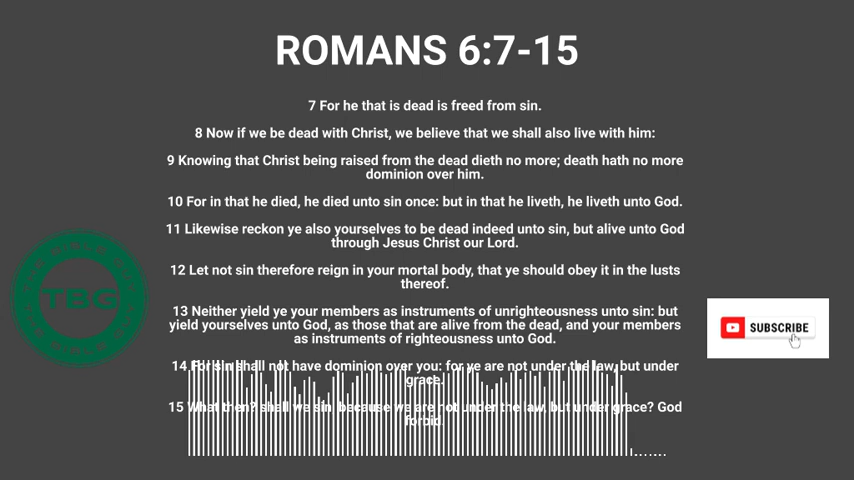 ROMANS 6:7-15
7 For he that is dead is freed from sin.
8 Now if we be dead with Christ, we believe that we shall also live with him:
9 Knowing that Christ being raised from the dead dieth no more; death hath no more
dominion over him.
10 For in that he died, he died unto sin once: but in that he liveth, he liveth unto God.
11 Likewise reckon ye also yourselves to be dead indeed unto sin, but alive unto God
through Jesus Christ our Lord.
12 Let not sin therefore reign in your mortal body, that ye should obey it in the lusts
thereof.
13 Neither yield ye your members as instruments of unrighteousness unto sin: but
yield yourselves unto God, as those that are alive from the dead, and your members
as instruments of righteousness unto God.
14 For sin shall not have dominion over you: for ye are not under the law, but under
grace.
15 What then? shall we sin, because we are not under the law, but under grace? God
forbid.
TBG
SUBSCRIBE